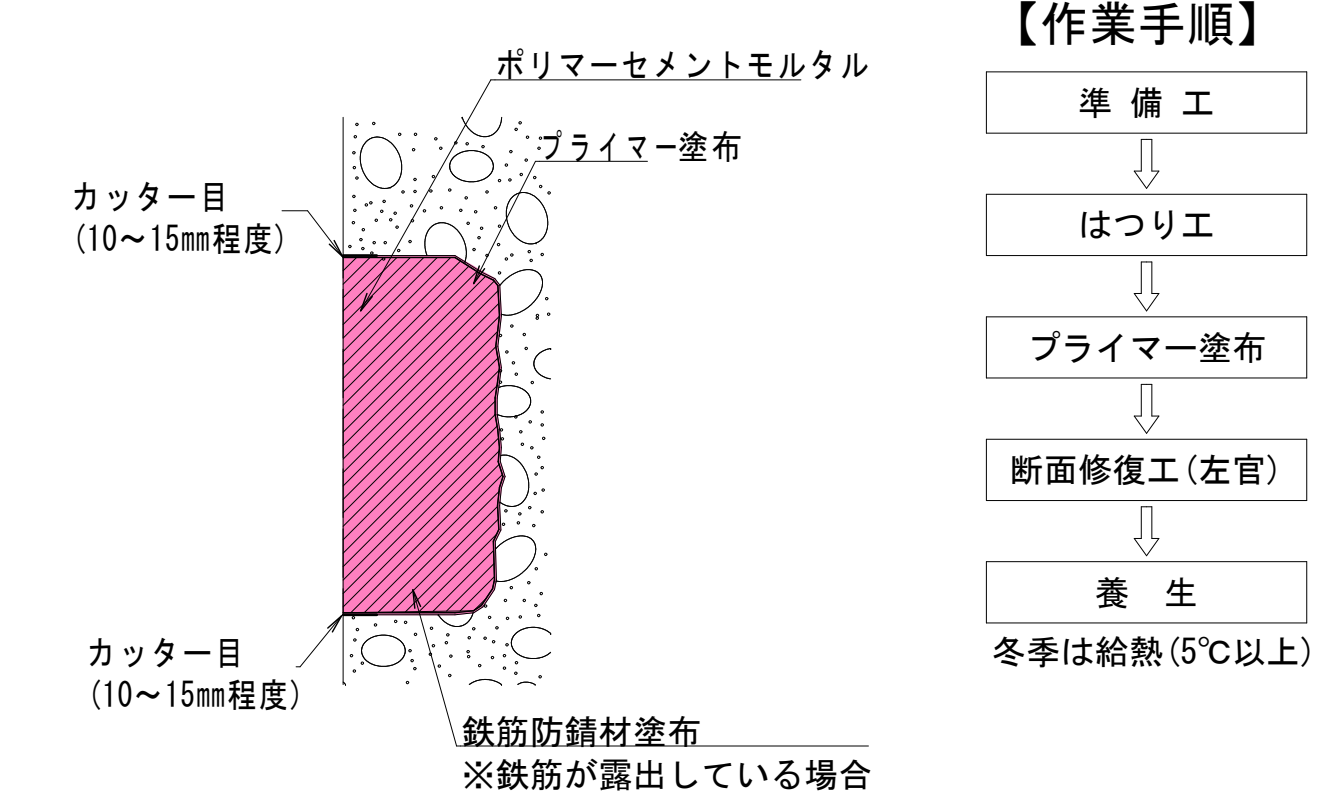 ポリマーセメントモルタル
プライマー塗布
カッター目
(10～15㎜程度)
カッター目
(10～15㎜程度)
鉄筋防錆材塗布
※鉄筋が露出している場合
【作業手順】
準備工
はつり工
プライマー塗布
断面修復工(左官)
養生
冬季は給熱(5℃以上)